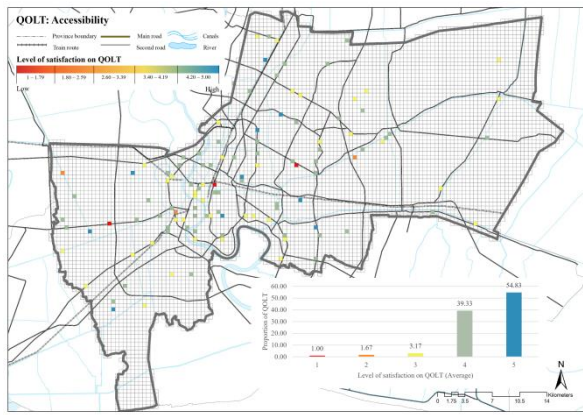 QOLT: Accessibility
Province boundary Main road Canals
Train route Second road River
Level of satisfaction on QOLT
1 - 1.79 1.80 - 2.59 2.60 - 3.39 3.40 - 4.19 4.20 - 5.00
Low High
Proportion of QOLT
60.00
50.00
40.00
30.00
20.00
10.00
0.00
1.00 1.67 3.17 39.33 54.83
1 2 3 4 5
Level of satisfaction on QOLT (Average)
N
Kilometers
0 1.75 3.5 7 10.5 14